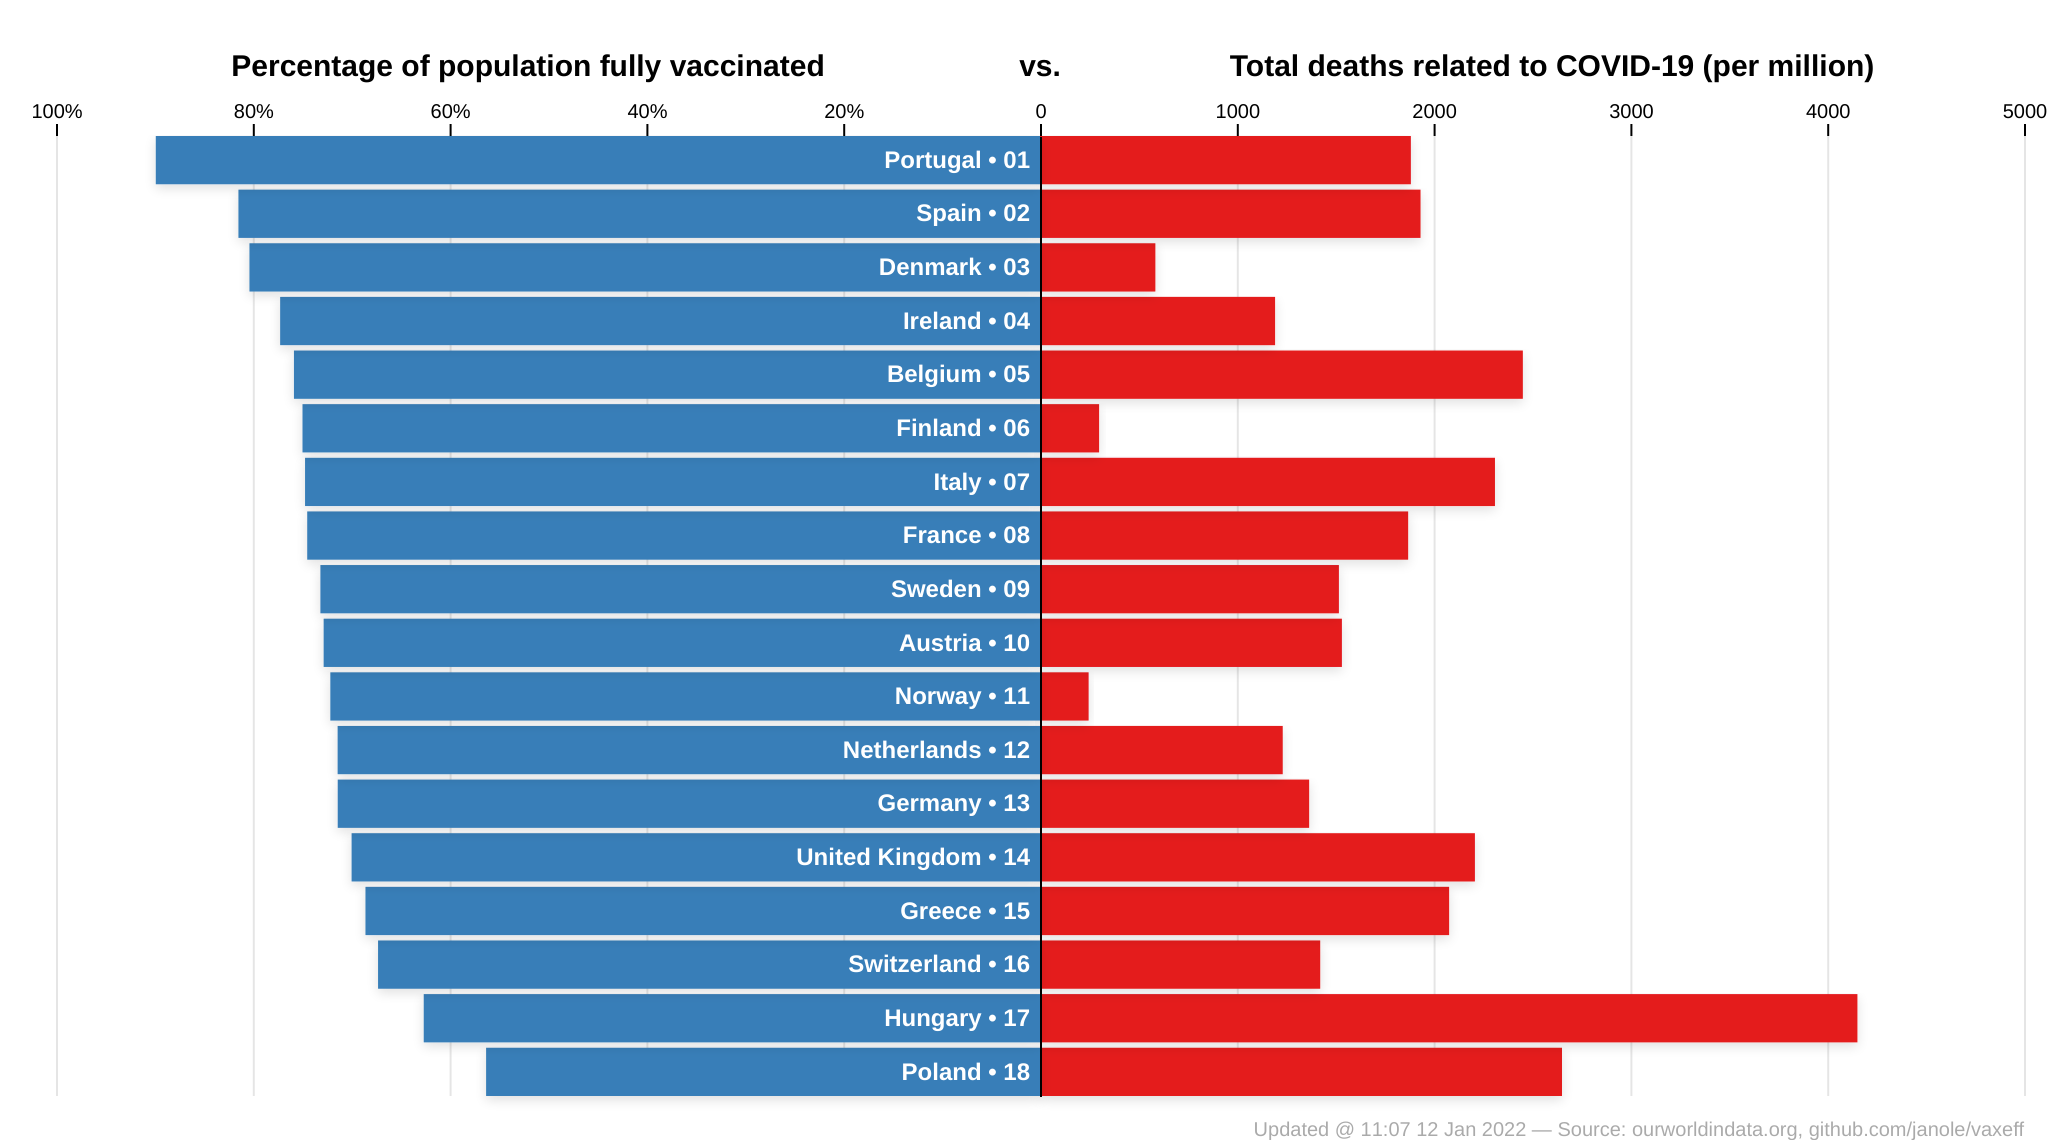 Percentage of population fully vaccinated vs. Total deaths related to COVID-19 (per million)
100% 80% 60% 40% 20% 0 1000 2000 3000 4000 5000
Portugal • 01
Spain • 02
Denmark • 03
Ireland • 04
Belgium • 05
Finland • 06
Italy • 07
France • 08
Sweden • 09
Austria • 10
Norway • 11
Netherlands • 12
Germany • 13
United Kingdom • 14
Greece • 15
Switzerland • 16
Hungary • 17
Poland • 18
Updated @ 11:07 12 Jan 2022 — Source: ourworldindata.org, github.com/janole/vaxeff